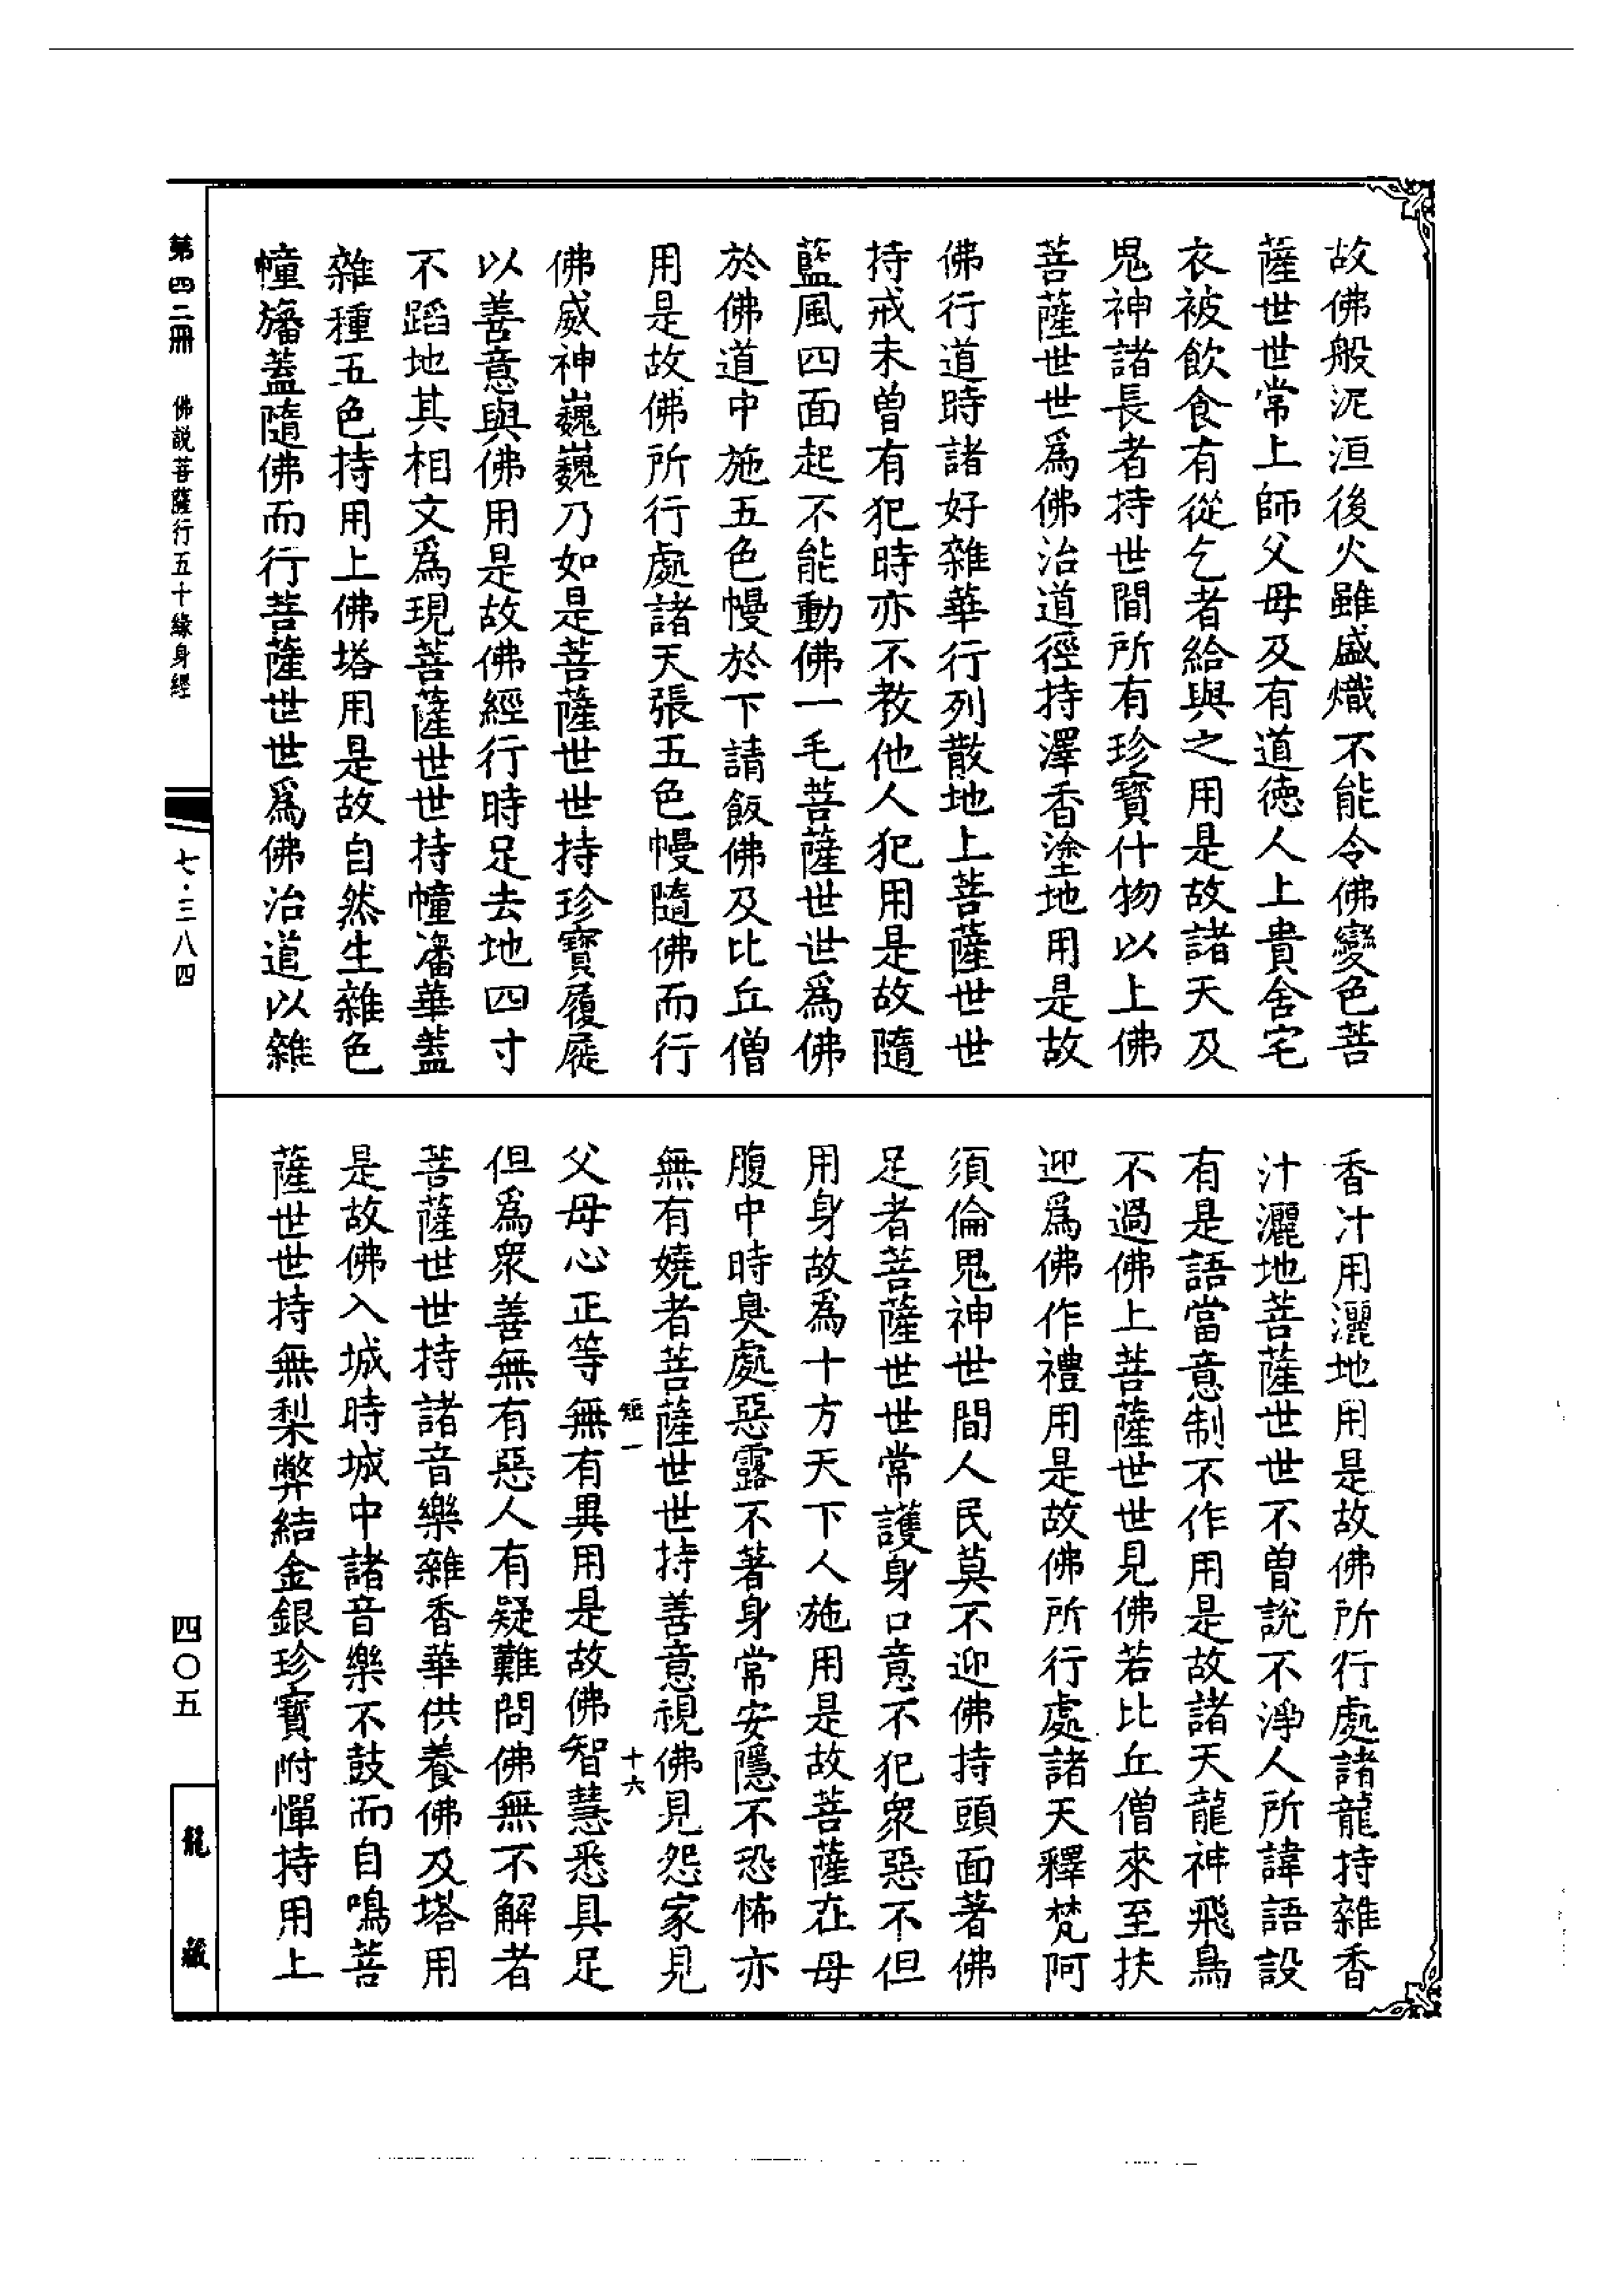 故佛般泥洹後火雖盛熾不能令佛變色菩
薩世世常上師父母及有道德人上貴舍宅
衣被飲食有從乞者給與之用是故諸天及
鬼神諸長者持世間所有珍寶什物以上佛
菩薩世世爲佛治道徑持澤香塗地用是故
佛行道時諸好雜華行列散地上菩薩世世
持戒未曾有犯時亦不教他人犯用是故隨
藍風四面起不能動佛一毛菩薩世世爲佛
於佛道中施五色幔於下請飯佛及比丘僧
用是故佛所行處諸天張五色幔隨佛而行
佛威神巍巍乃如是菩薩世世持珍寶履屣
以善意與佛用是故佛經行時足去地四寸
不蹈地其相文爲現菩薩世世持幢旛華蓋
雜種五色持用上佛塔用是故自然生雜色
幢旛蓋隨佛而行菩薩世世爲佛治道以雜
香汁用灑地用是故佛所行處諸龍持雜香
汁灑地菩薩世世不曾說不淨人所諱語設
有是語當意制不作用是故諸天龍神飛鳥
不過佛上菩薩世世見佛若比丘僧來至扶
迎爲佛作禮用是故佛所行處諸天釋梵阿
須倫鬼神世間人民莫不迎佛持頭面著佛
足者菩薩世世常護身口意不犯衆惡不但
用身故爲十方天下人施用是故菩薩在母
腹中時臭處惡露不著身常安隱不恐怖亦
無有嬈者菩薩世世持善意視佛見怨家見
短一 十六
父母心正等無有異用是故佛智慧悉具足
但爲衆善無有惡人有疑難問佛無不解者
菩薩世世持諸音樂雜香華供養佛及塔用
是故佛入城時城中諸音樂不鼓而自鳴菩
薩世世持無梨弊結金銀珍寶附憚持用上
第四二冊 佛説菩薩行五十緣身經
七·三八四
四〇五
龍藏